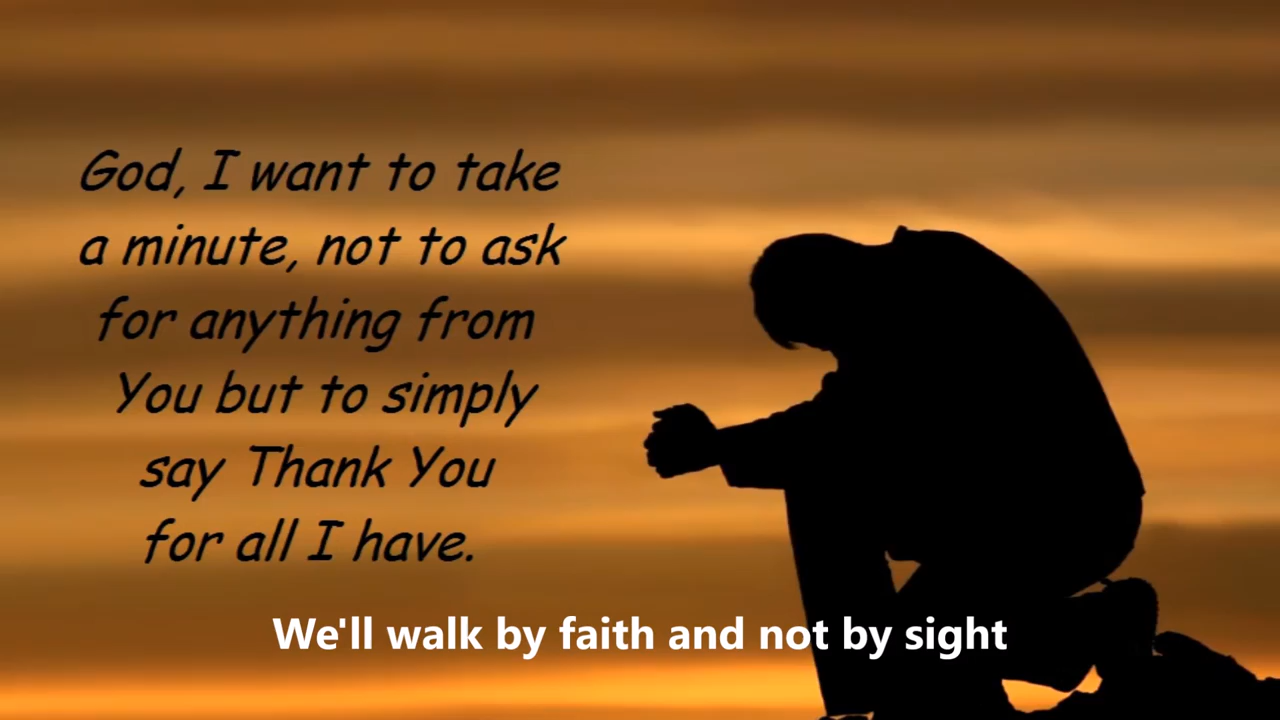 God, I want to take
a minute, not to ask
for anything from
You but to simply
say Thank You
for all I have.
We'll walk by faith and not by sight